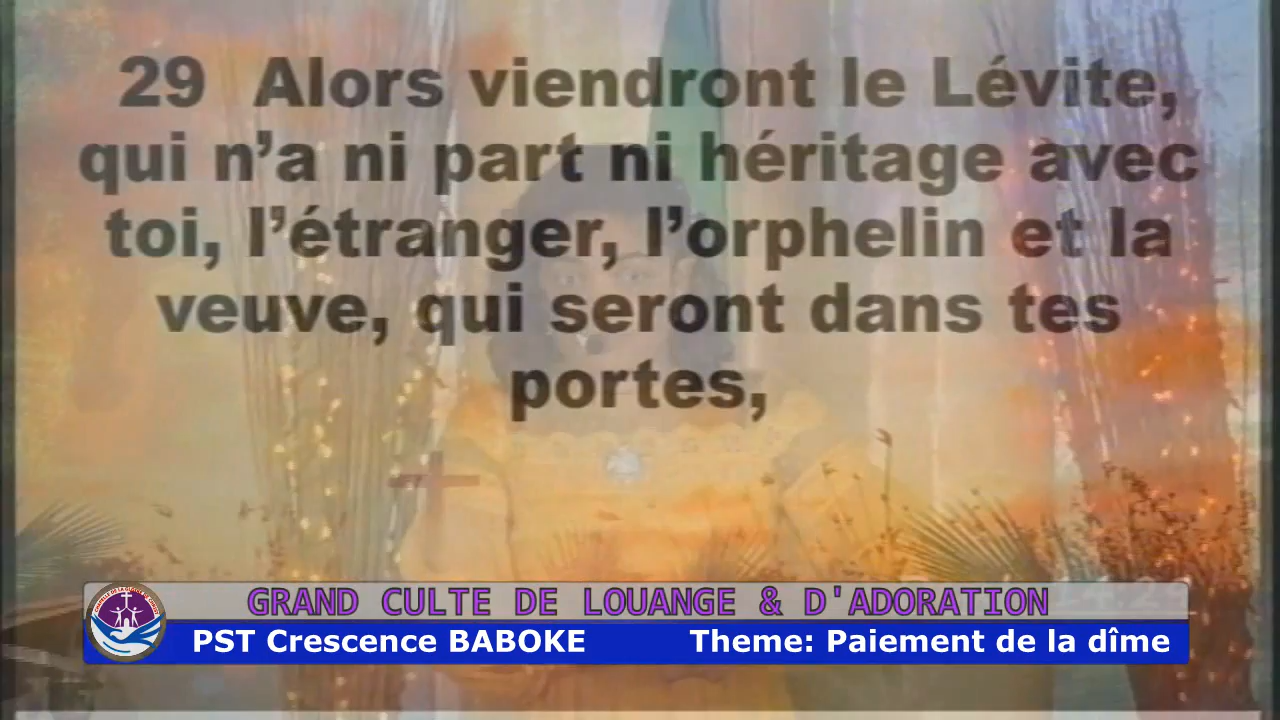 29 Alors viendront le Lévite,
qui n’a ni part ni héritage avec
toi, l’étranger, l’orphelin et la
veuve, qui seront dans tes
portes,
GRAND CULTE DE LOUANGE & D'ADORATION
PST Crescence BABOKE Theme: Paiement de la dîme